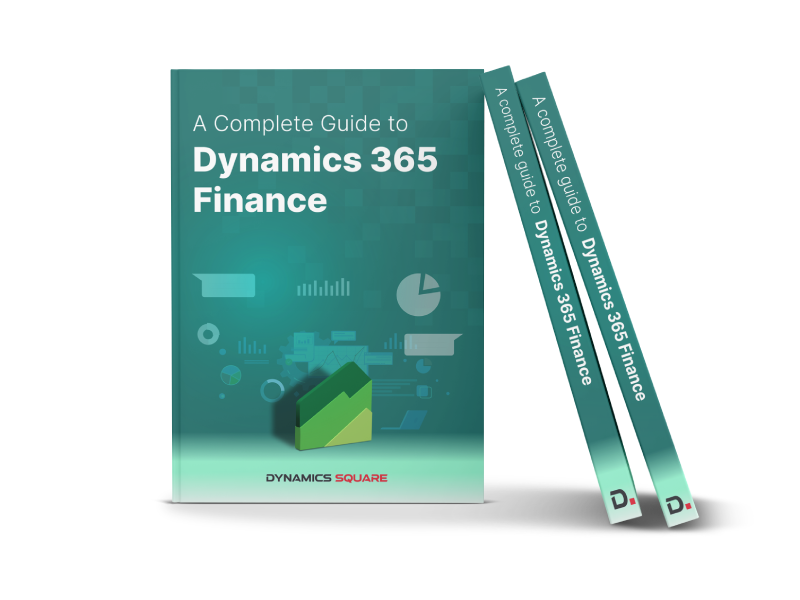 A Complete Guide to
Dynamics 365
Finance
DYNAMICS SQUARE
A complete guide to Dynamics 365 Finance
D.
A complete guide to Dynamics 365 Finance
D.